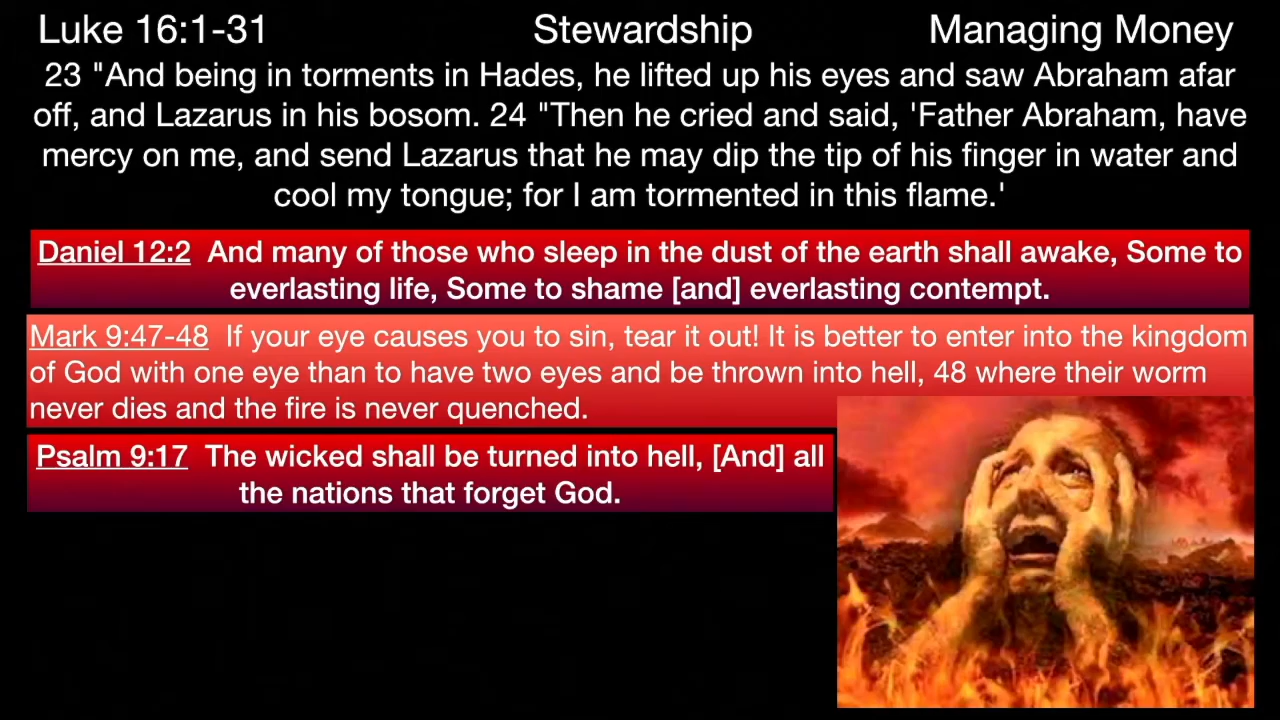 Luke 16:1-31 Stewardship Managing Money
23 "And being in torments in Hades, he lifted up his eyes and saw Abraham afar
off, and Lazarus in his bosom. 24 "Then he cried and said, 'Father Abraham, have
mercy on me, and send Lazarus that he may dip the tip of his finger in water and
cool my tongue; for I am tormented in this flame.'
Daniel 12:2 And many of those who sleep in the dust of the earth shall awake, Some to
everlasting life, Some to shame [and] everlasting contempt.
Mark 9:47-48 If your eye causes you to sin, tear it out! It is better to enter into the kingdom
of God with one eye than to have two eyes and be thrown into hell, 48 where their worm
never dies and the fire is never quenched.
Psalm 9:17 The wicked shall be turned into hell, [And] all
the nations that forget God.